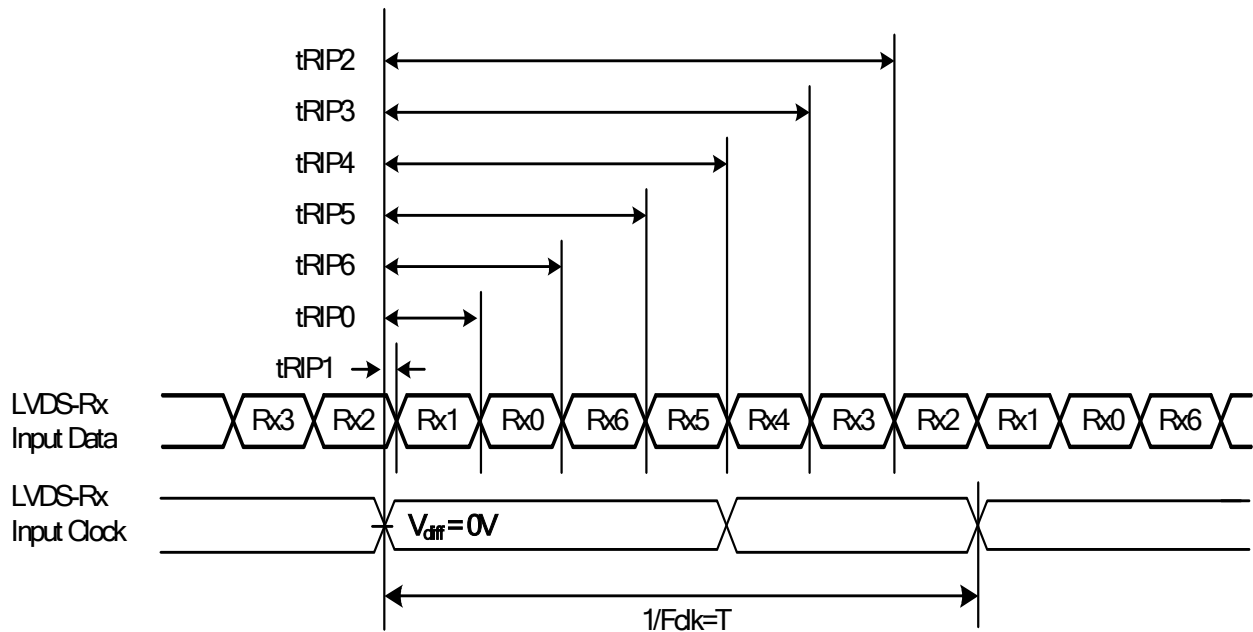 tRIP2
tRIP3
tRIP4
tRIP5
tRIP6
tRIP0
tRIP1
LVDS-Rx
Input Data
Rx3 Rx2 Rx1 Rx0 Rx6 Rx5 Rx4 Rx3 Rx2 Rx1 Rx0 Rx6
LVDS-Rx
Input Clock
Vdiff = 0V
1/Fclk=T